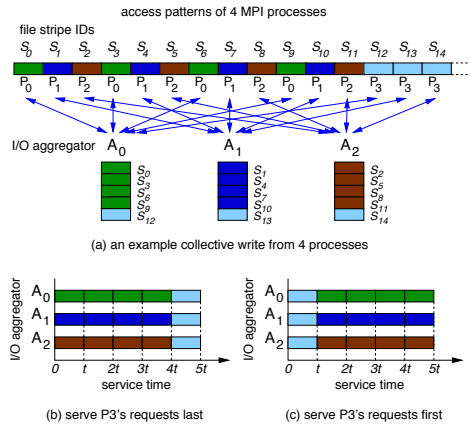 access patterns of 4 MPI processes
file stripe IDs
S0 S1 S2 S3 S4 S5 S6 S7 S8 S9 S10 S11 S12 S13 S14
P0 P1 P2 P0 P1 P2 P0 P1 P2 P0 P1 P2 P3 P3 P3
I/O aggregator A0 A1 A2
S0 S1 S2
S3 S4 S5
S6 S7 S8
S9 S10 S11
S12 S13 S14
(a) an example collective write from 4 processes
I/O aggregator
A0
A1
A2
0 t 2t 3t 4t 5t
service time
(b) serve P3's requests last
I/O aggregator
A0
A1
A2
0 t 2t 3t 4t 5t
service time
(c) serve P3's requests first